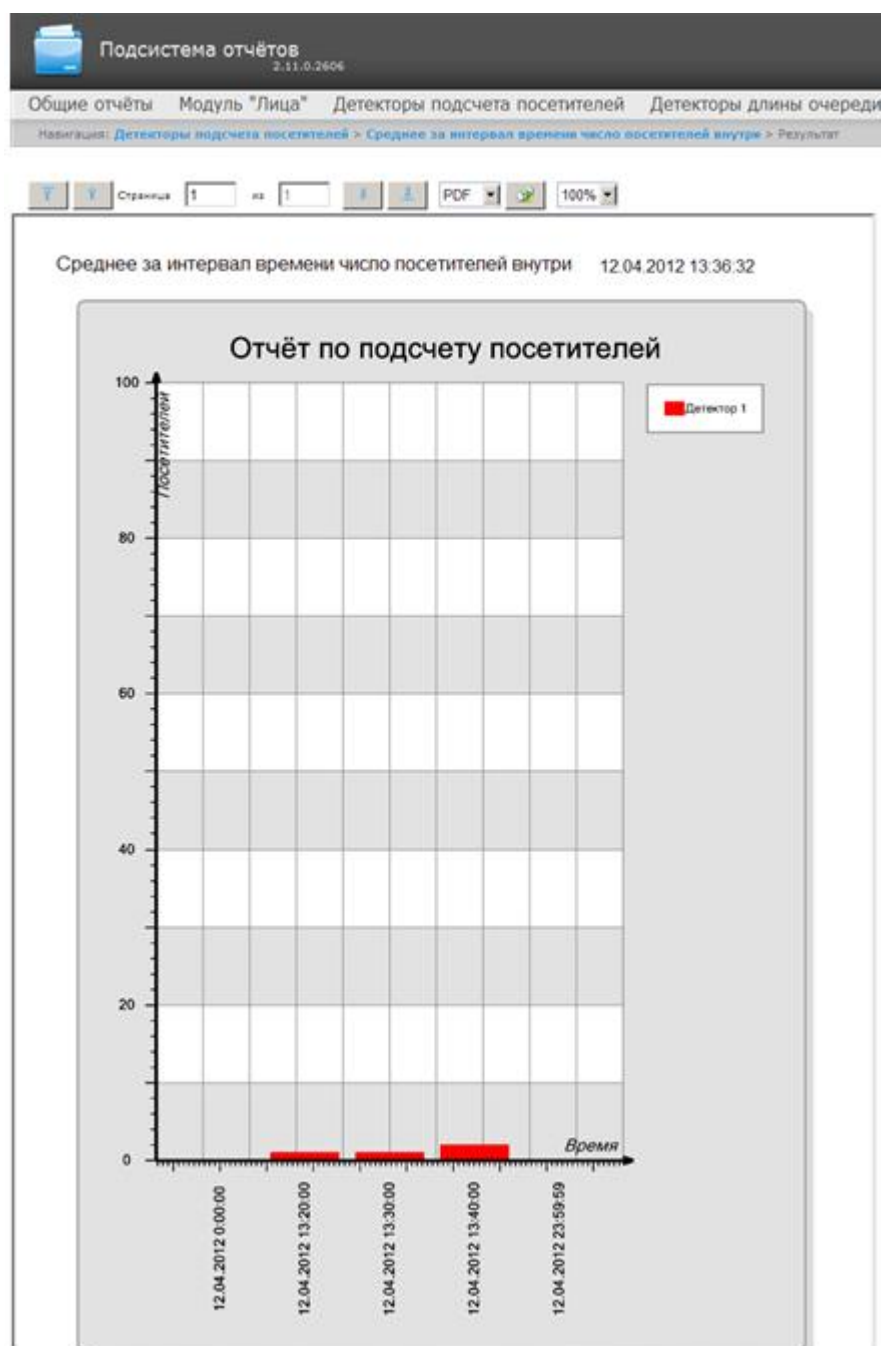 Подсистема отчётов
2.11.0.2606
Общие отчёты Модуль "Лица" Детекторы подсчета посетителей Детекторы длины очереди
Навигация: Детекторы подсчета посетителей > Среднее за интервал времени число посетителей внутри > Результат
Страница 1 из 1 PDF 100%
Среднее за интервал времени число посетителей внутри 12.04.2012 13:36:32
Отчёт по подсчету посетителей
Посетителей
Детектор 1
100
80
60
40
20
0
Время
12.04.2012 0:00:00
12.04.2012 13:20:00
12.04.2012 13:30:00
12.04.2012 13:40:00
12.04.2012 23:59:59